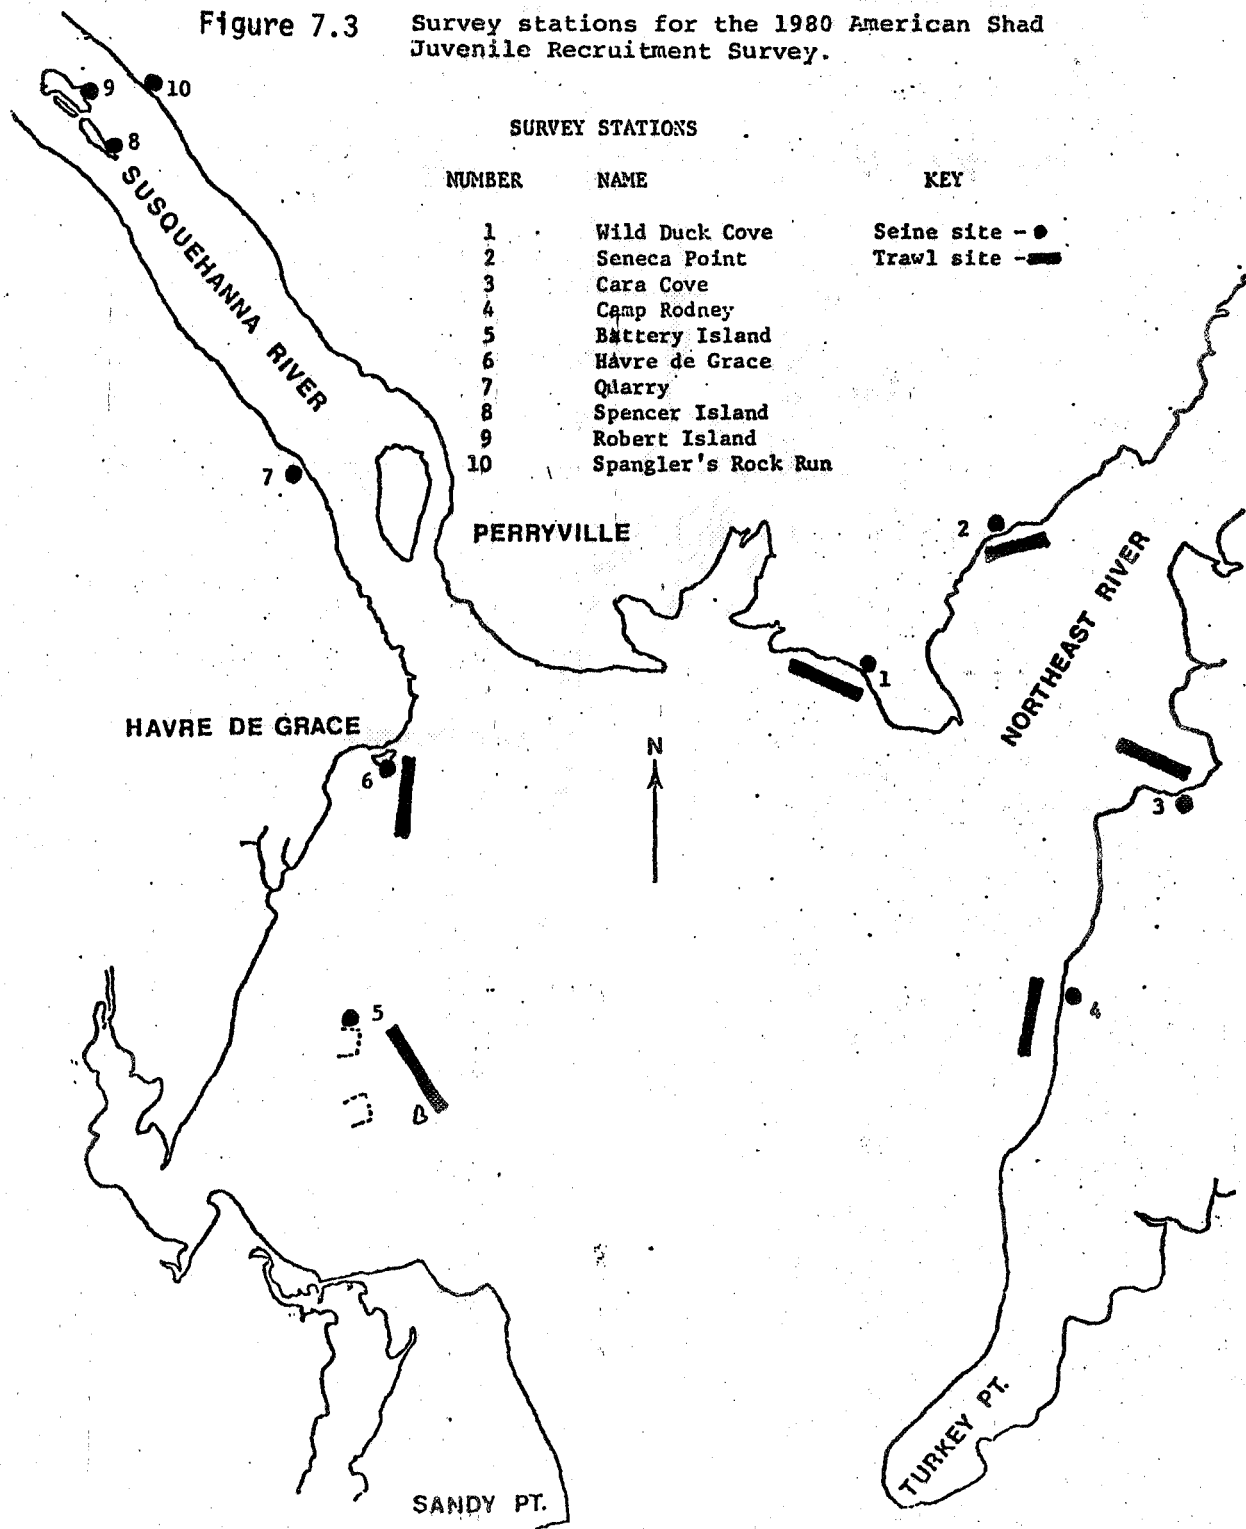 Figure 7.3 Survey stations for the 1980 American Shad
Juvenile Recruitment Survey.
SURVEY STATIONS
NUMBER NAME KEY
1 Wild Duck Cove Seine site -
2 Seneca Point Trawl site -
3 Cara Cove
4 Camp Rodney
5 Battery Island
6 Havre de Grace
7 Quarry
8 Spencer Island
9 Robert Island
10 Spangler's Rock Run
9
10
8
SUSQUEHANNA RIVER
7
PERRYVILLE
2
NORTHEAST RIVER
1
HAVRE DE GRACE
N
6
3
5
4
TURKEY PT.
SANDY PT.